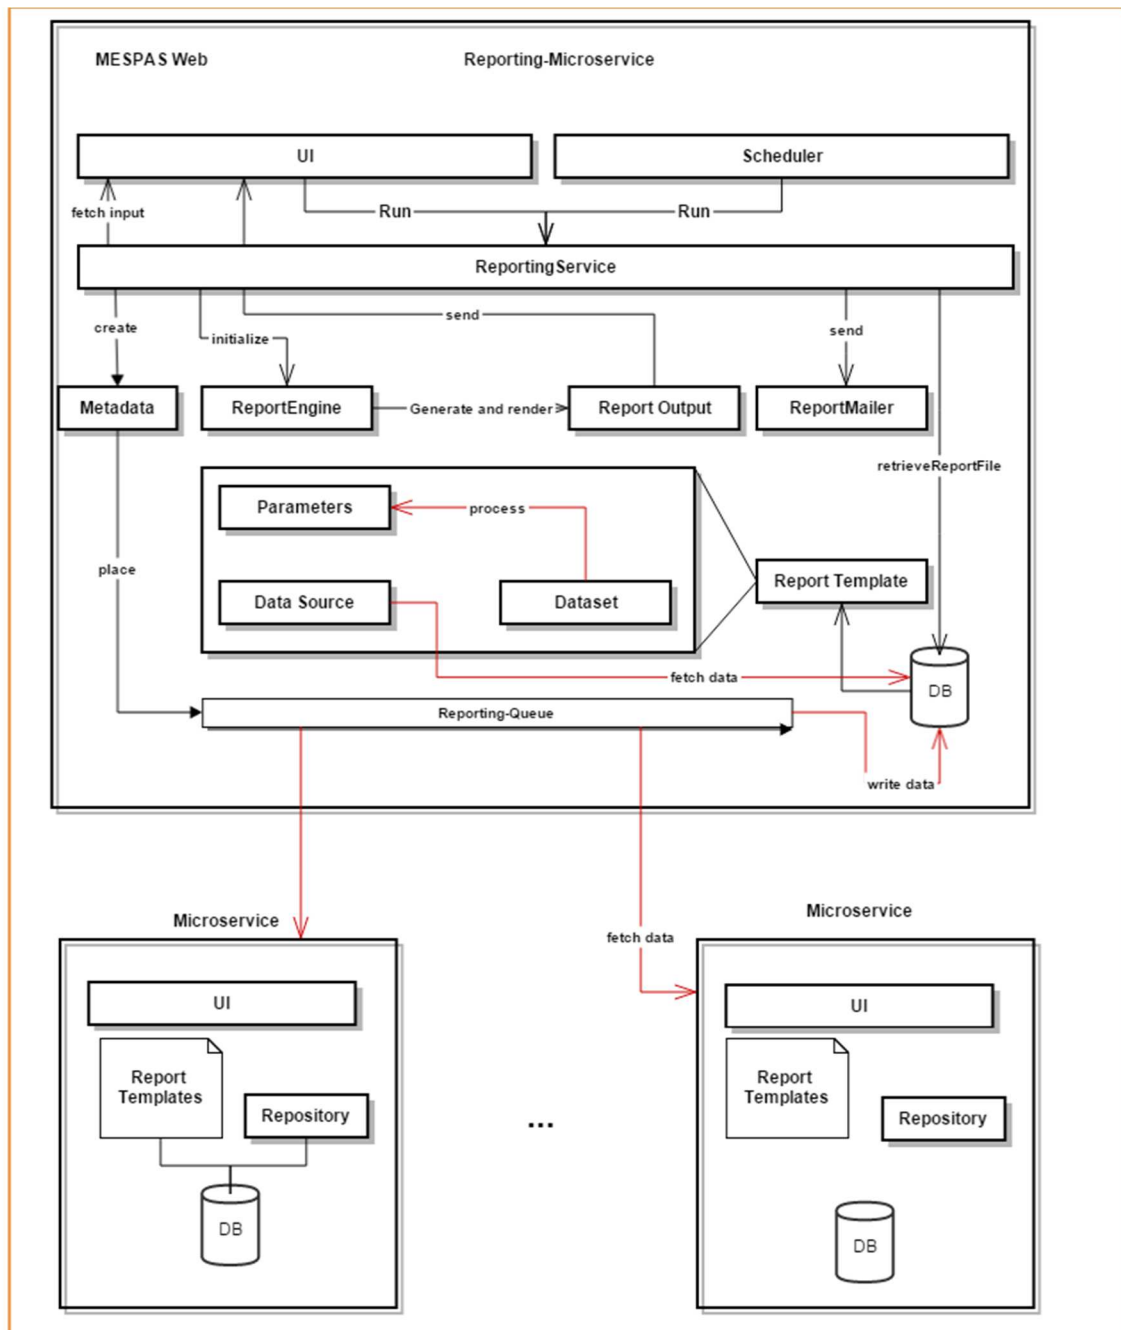 MESPAS Web
Reporting-Microservice
UI
Scheduler
fetch input
Run
Run
ReportingService
create
initialize
send
send
Metadata
ReportEngine
Generate and render
Report Output
ReportMailer
retrieveReportFile
Parameters
process
place
Data Source
Dataset
Report Template
fetch data
DB
Reporting-Queue
write data
Microservice
Microservice
fetch data
UI
Report
Templates
Repository
DB
...
UI
Report
Templates
Repository
DB